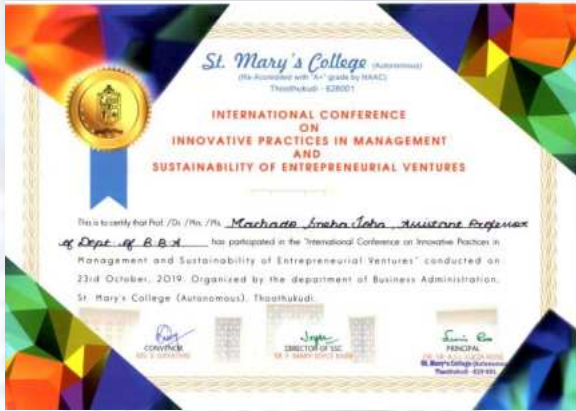 St. Mary's College (Autonomous)
(Re-Accredited with "A+" grade by NAAC)
Thoothukudi - 628001
INTERNATIONAL CONFERENCE
ON
INNOVATIVE PRACTICES IN MANAGEMENT
AND
SUSTAINABILITY OF ENTREPRENEURIAL VENTURES
This is to certify that Prof. /Dr. /Mrs. /Ms. Machado Sneha John, Assistant Professor
of Dept of B.B.A has participated in the "International Conference on Innovative Practices in
Management and Sustainability of Entrepreneurial Ventures" conducted on
23rd October, 2019. Organized by the department of Business Administration,
St. Mary's College (Autonomous), Thoothukudi.
CONVENOR
DIRECTOR OF SSC
PRINCIPAL
St. Mary's College (Autonomous)
Thoothukudi - 628 001.